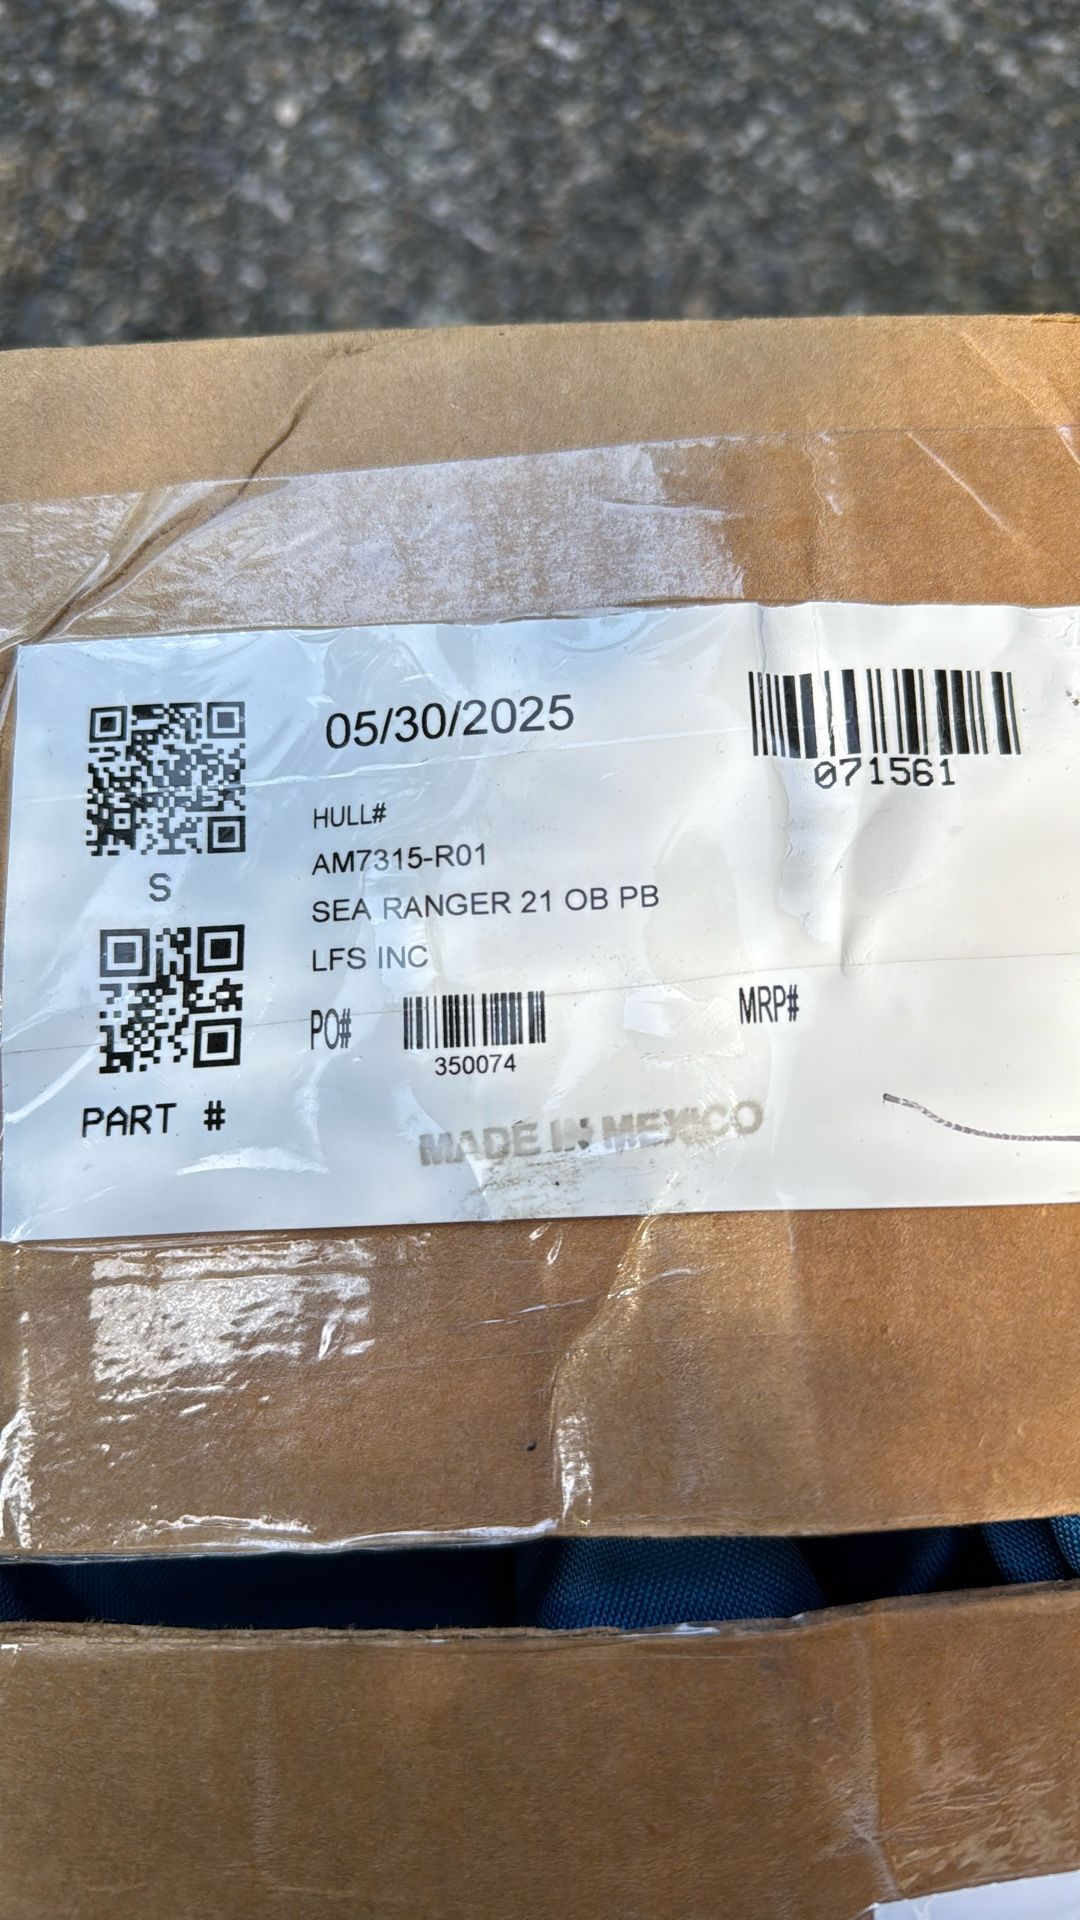 05/30/2025
071561
HULL#
AM7315-R01
SEA RANGER 21 OB PB
LFS INC
S
PO#
350074
MRP#
PART #
MADE IN MEXICO